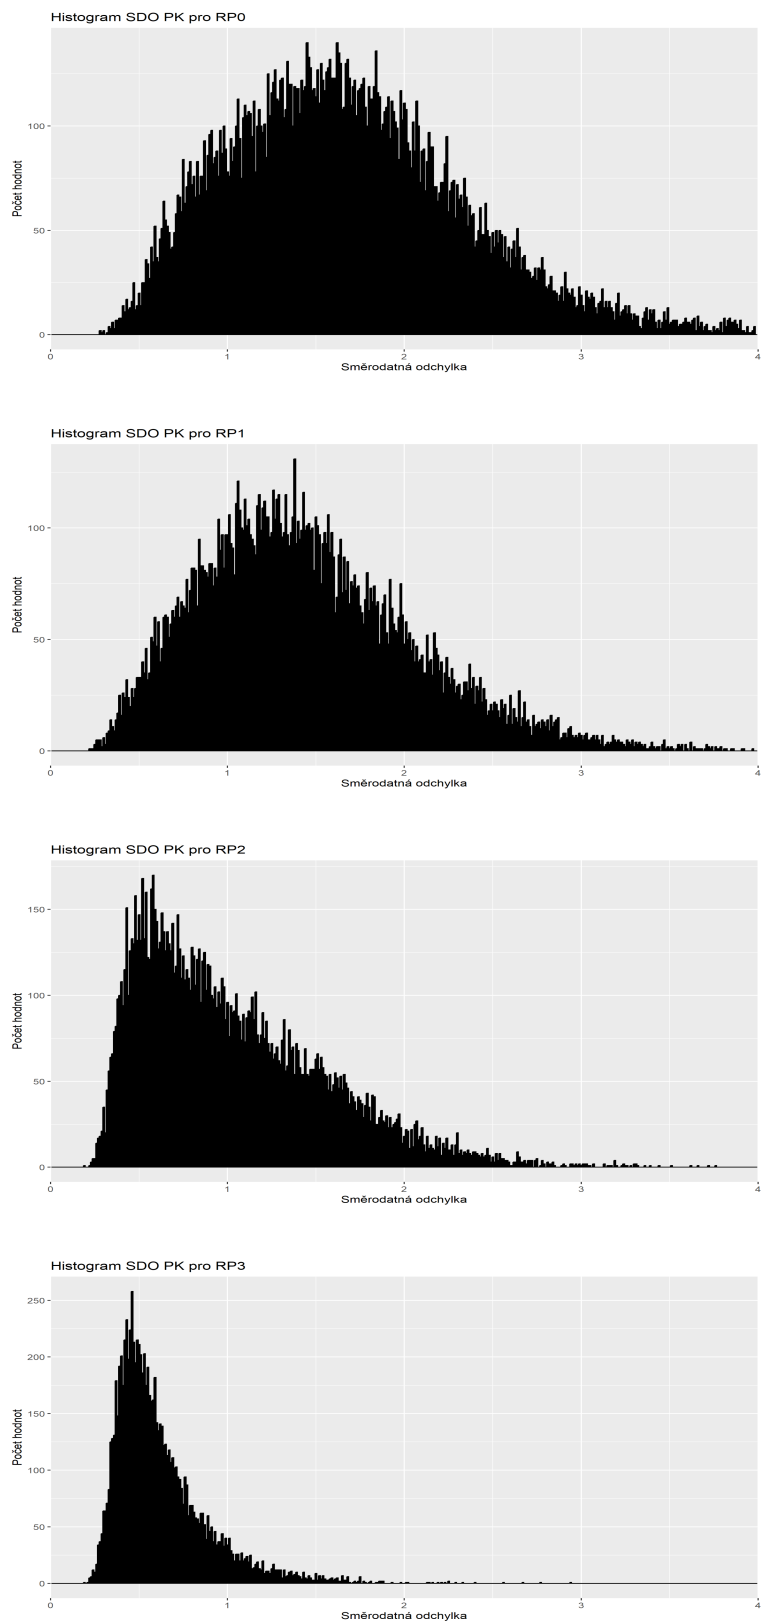 Histogram SDO PK pro RP0
Počet hodnot
100
50
0
0 1 2 3 4
Směrodatná odchylka
Histogram SDO PK pro RP1
Počet hodnot
100
50
0
0 1 2 3 4
Směrodatná odchylka
Histogram SDO PK pro RP2
Počet hodnot
150
100
50
0
0 1 2 3 4
Směrodatná odchylka
Histogram SDO PK pro RP3
Počet hodnot
250
200
150
100
50
0
0 1 2 3 4
Směrodatná odchylka